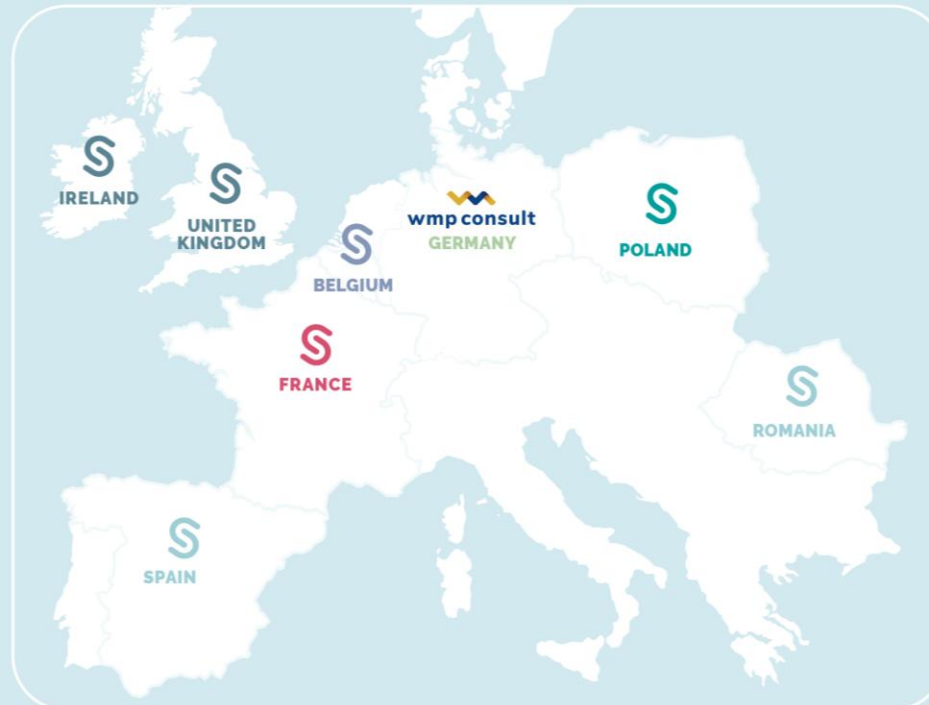 IRELAND
UNITED
KINGDOM
wmp consult
GERMANY
POLAND
BELGIUM
FRANCE
ROMANIA
SPAIN